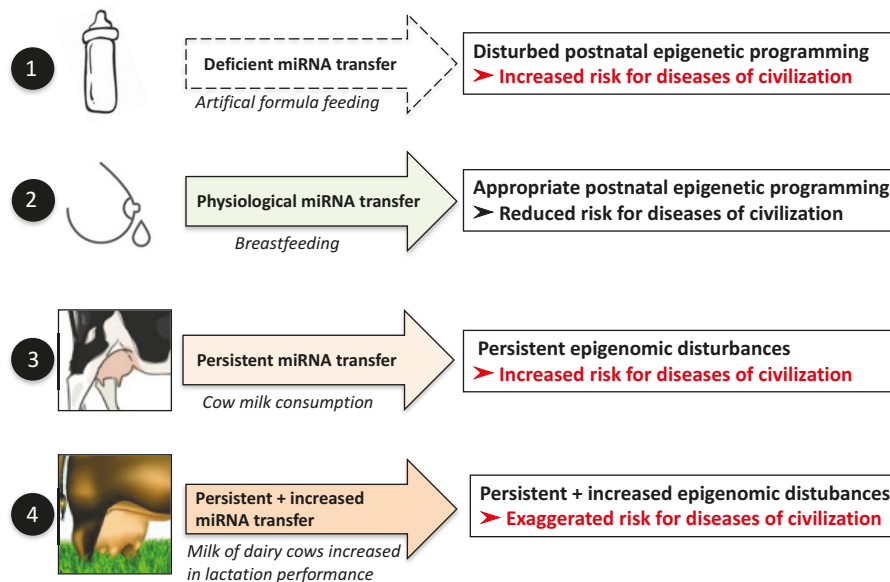 1
Deficient miRNA transfer
Artifical formula feeding
Disturbed postnatal epigenetic programming
➤ Increased risk for diseases of civilization
2
Physiological miRNA transfer
Breastfeeding
Appropriate postnatal epigenetic programming
➤ Reduced risk for diseases of civilization
3
Persistent miRNA transfer
Cow milk consumption
Persistent epigenomic disturbances
➤ Increased risk for diseases of civilization
4
Persistent + increased
miRNA transfer
Milk of dairy cows increased
in lactation performance
Persistent + increased epigenomic distubances
➤ Exaggerated risk for diseases of civilization